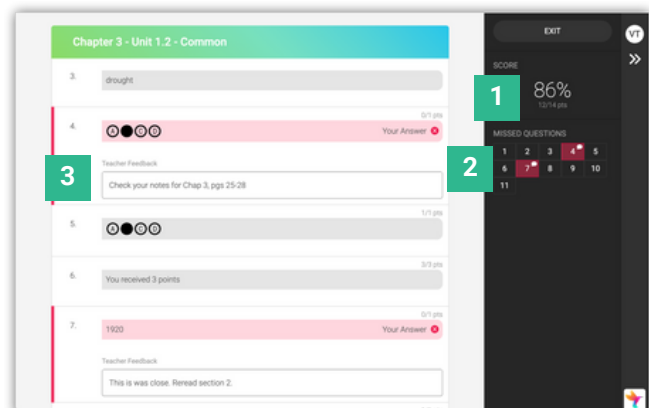 Chapter 3 - Unit 1.2 - Common
3. drought
0/1 pts
4. A C D Your Answer
Teacher Feedback
Check your notes for Chap 3, pgs 25-28
1/1 pts
5. A C D
3/3 pts
6. You received 3 points
0/1 pts
7. 1920 Your Answer
Teacher Feedback
This is was close. Reread section 2.
3
EXIT
VT
SCORE
1
86%
12/14 pts
MISSED QUESTIONS
2
1 2 3 4 5
6 7 8 9 10
11